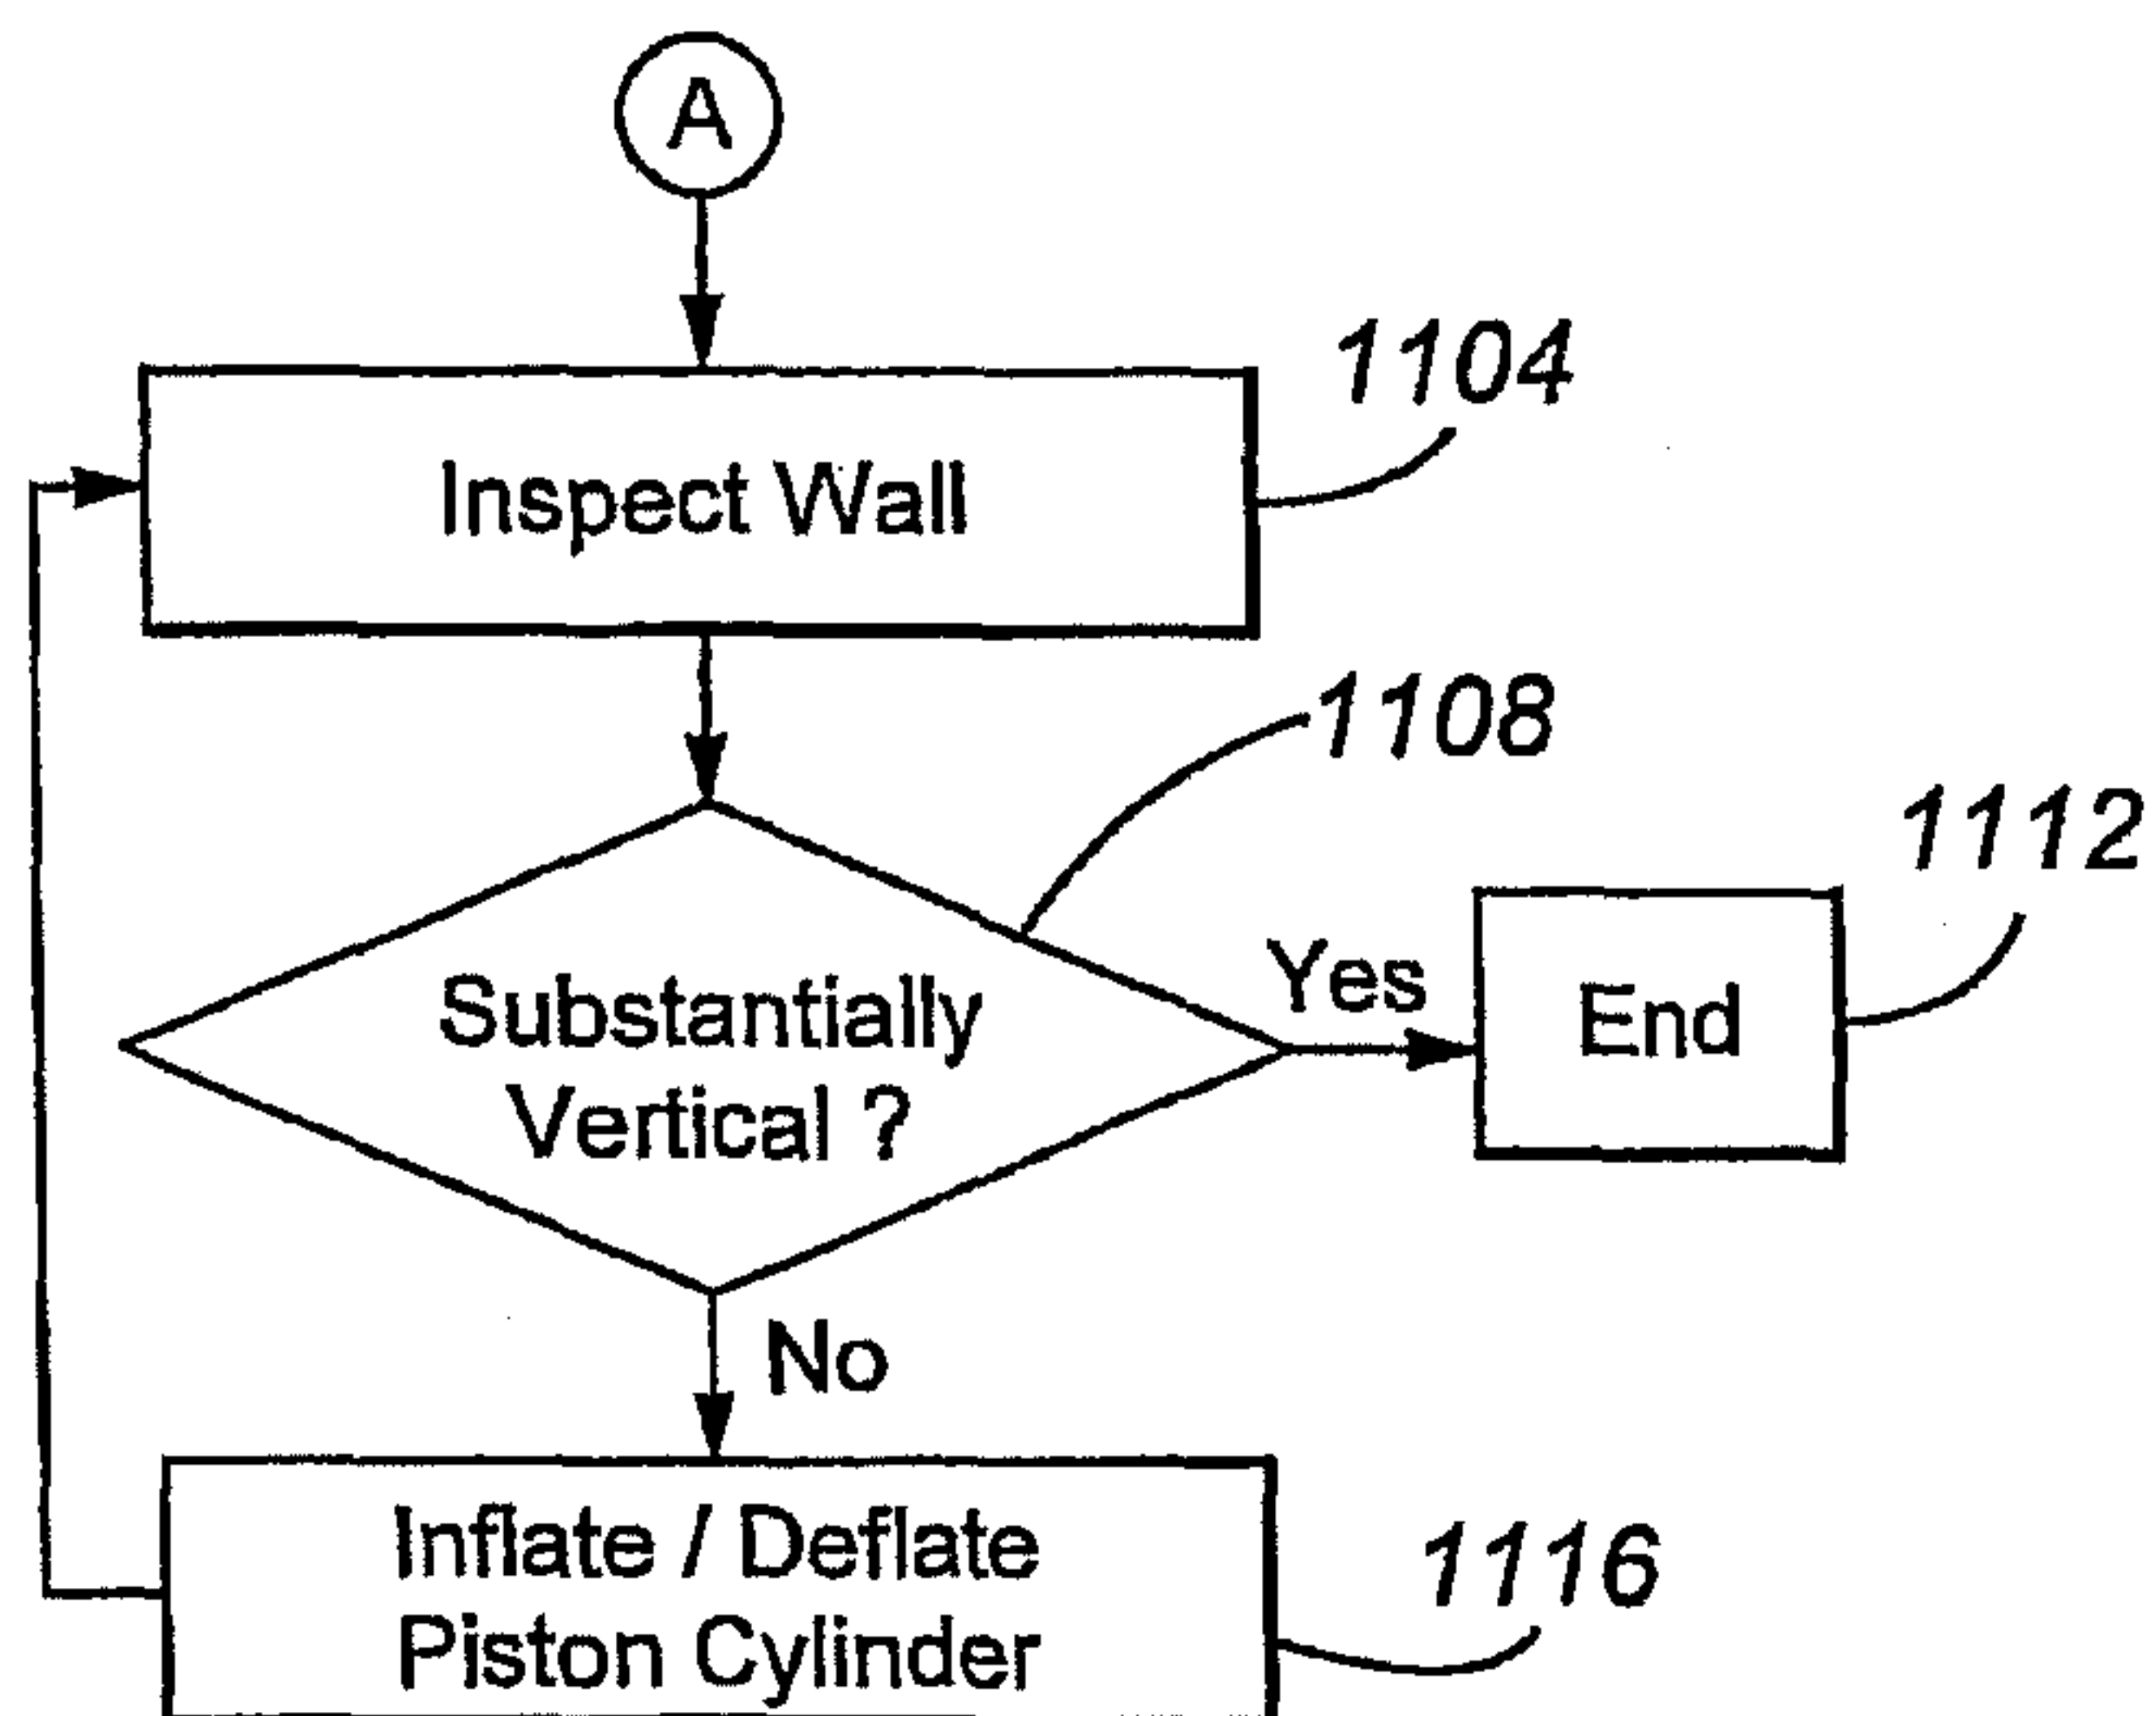 A
1104
Inspect Wall
1108
1112
Substantially
Vertical ?
Yes
End
No
Inflate / Deflate
Piston Cylinder
1116